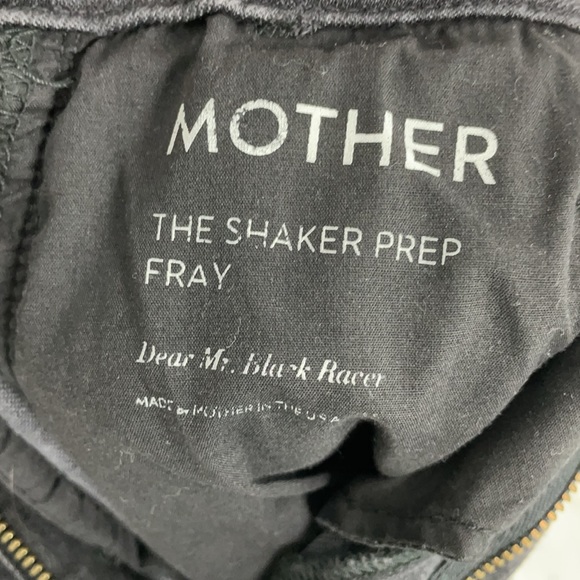 MOTHER
THE SHAKER PREP
FRAY
Dear Mr. Black Racer
MADE by MOTHER IN THE U.S.A.